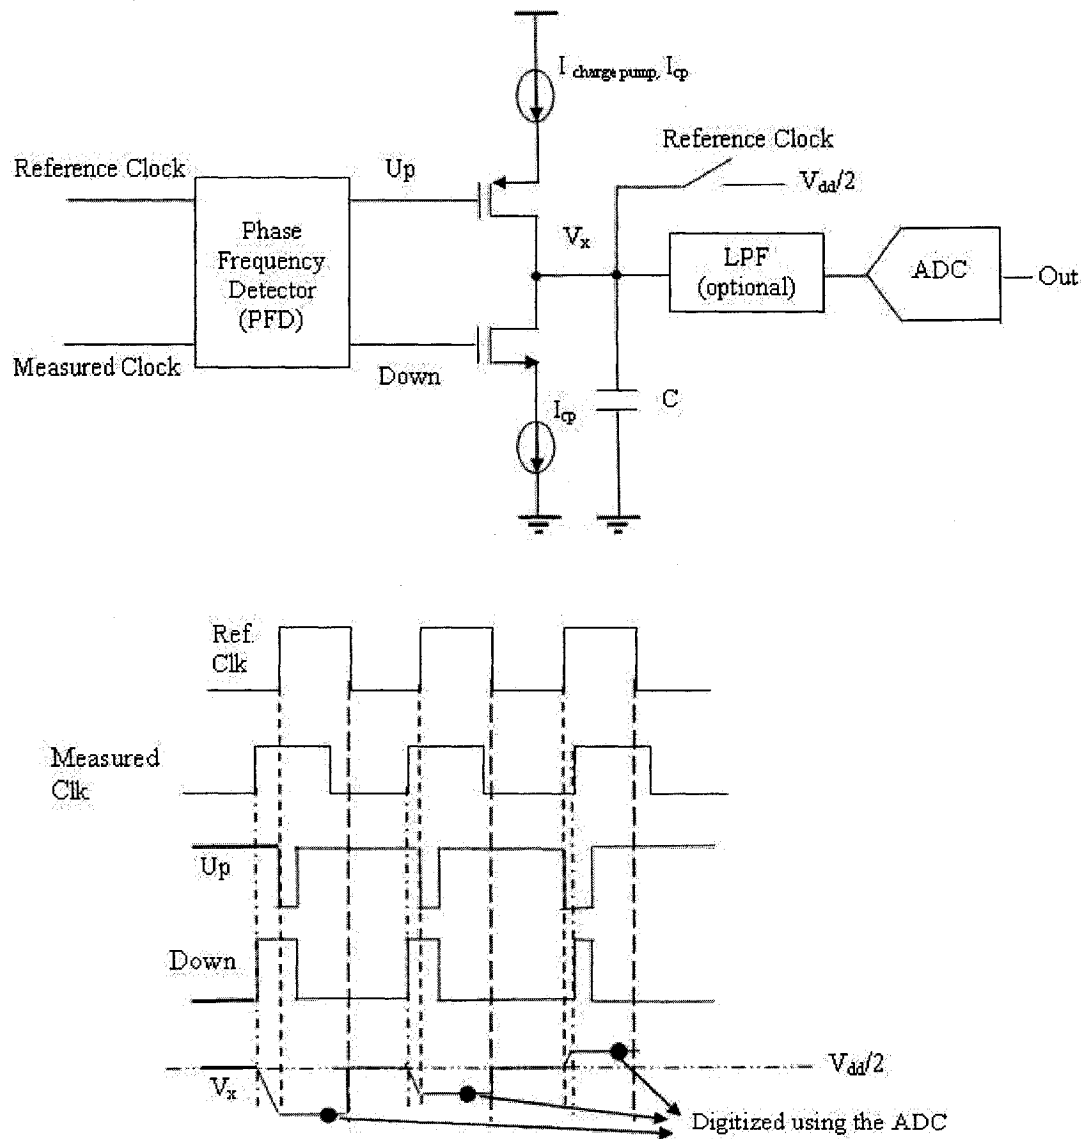 I charge pump, Icp
Reference Clock
Reference Clock
Up
Vdd/2
Phase
Frequency
Detector
(PFD)
Vx
LPF
(optional)
ADC
Out
Measured Clock
Down
Icp
C
Ref.
Clk
Measured
Clk
Up
Down
Vx
Vdd/2
Digitized using the ADC